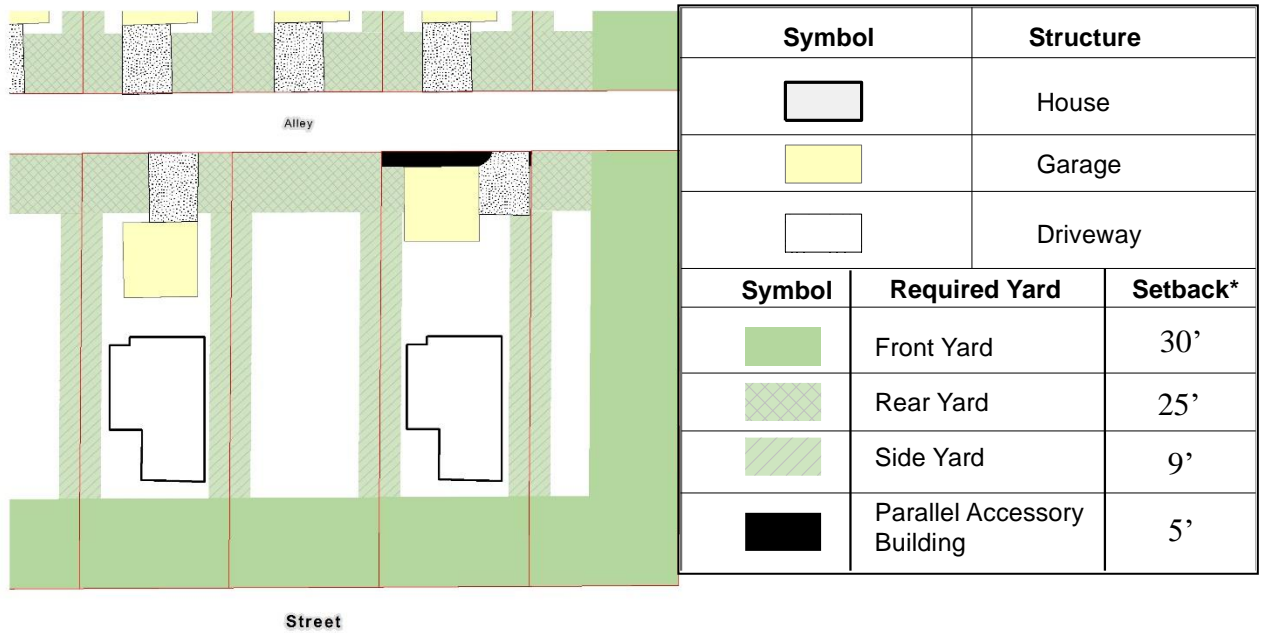 Alley
Street
Symbol Structure
House
Garage
Driveway
Symbol Required Yard Setback*
Front Yard 30’
Rear Yard 25’
Side Yard 9’
Parallel Accessory
Building 5’